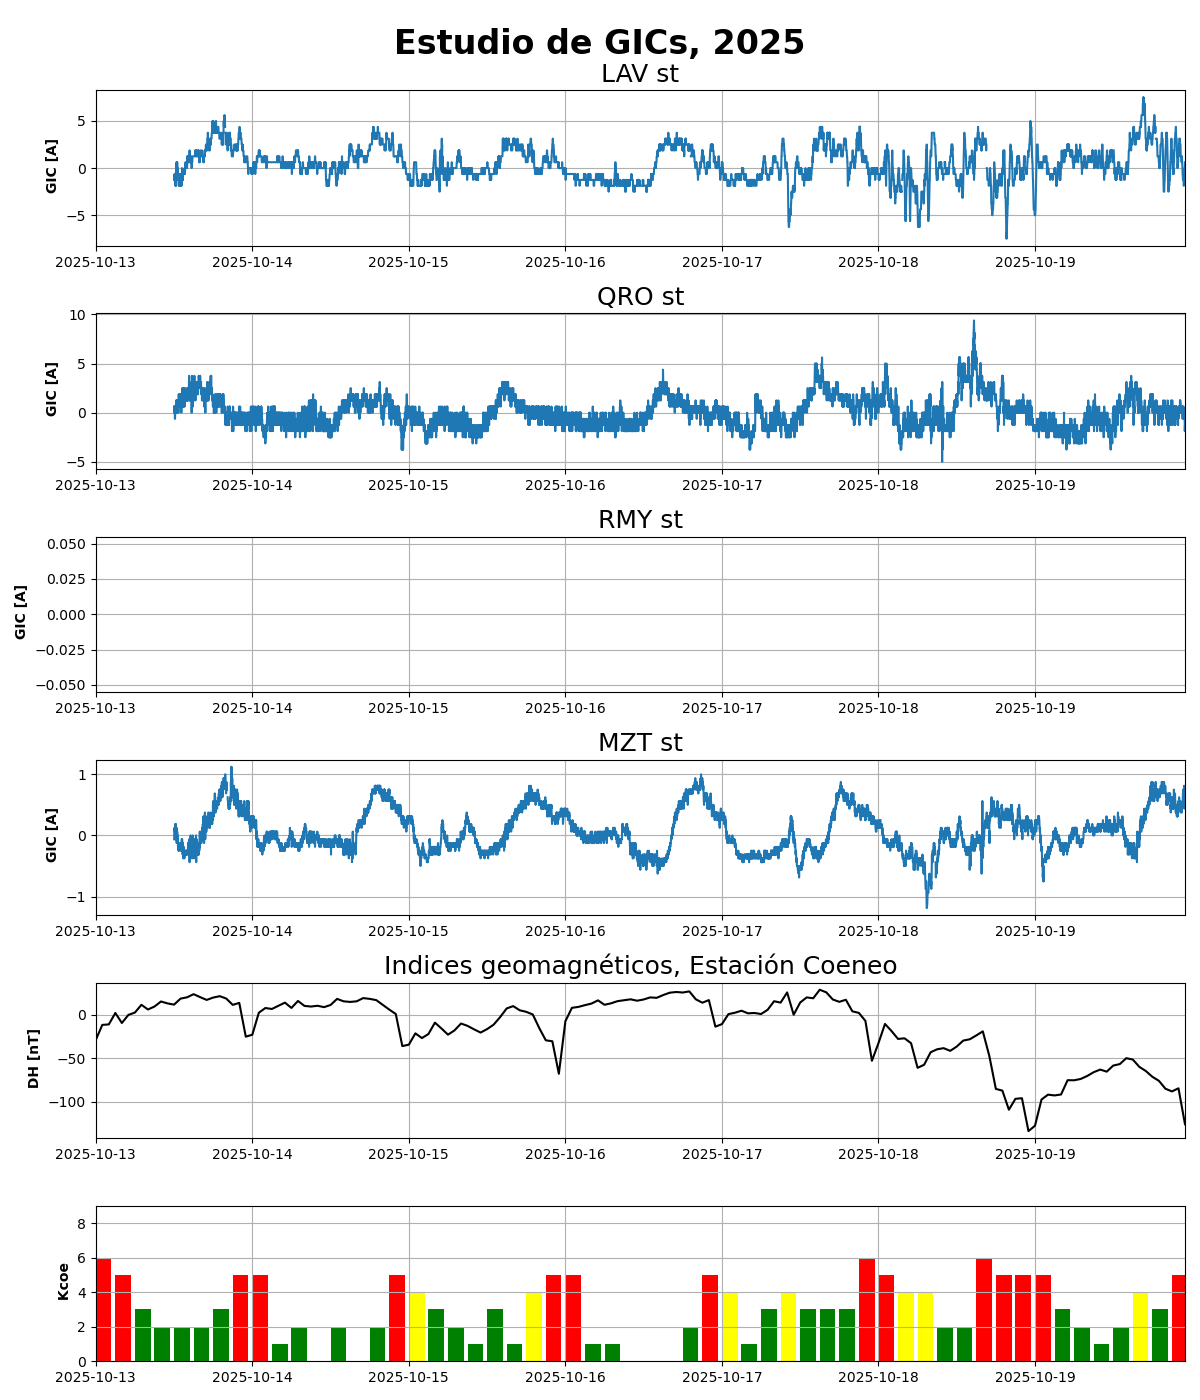 Estudio de GICs, 2025
LAV st
GIC [A]
5
0
−5
2025-10-13 2025-10-14 2025-10-15 2025-10-16 2025-10-17 2025-10-18 2025-10-19
QRO st
GIC [A]
10
5
0
−5
2025-10-13 2025-10-14 2025-10-15 2025-10-16 2025-10-17 2025-10-18 2025-10-19
RMY st
GIC [A]
0.050
0.025
0.000
−0.025
−0.050
2025-10-13 2025-10-14 2025-10-15 2025-10-16 2025-10-17 2025-10-18 2025-10-19
MZT st
GIC [A]
1
0
−1
2025-10-13 2025-10-14 2025-10-15 2025-10-16 2025-10-17 2025-10-18 2025-10-19
Indices geomagnéticos, Estación Coeneo
DH [nT]
0
−50
−100
2025-10-13 2025-10-14 2025-10-15 2025-10-16 2025-10-17 2025-10-18 2025-10-19
Kcoe
8
6
4
2
0
2025-10-13 2025-10-14 2025-10-15 2025-10-16 2025-10-17 2025-10-18 2025-10-19